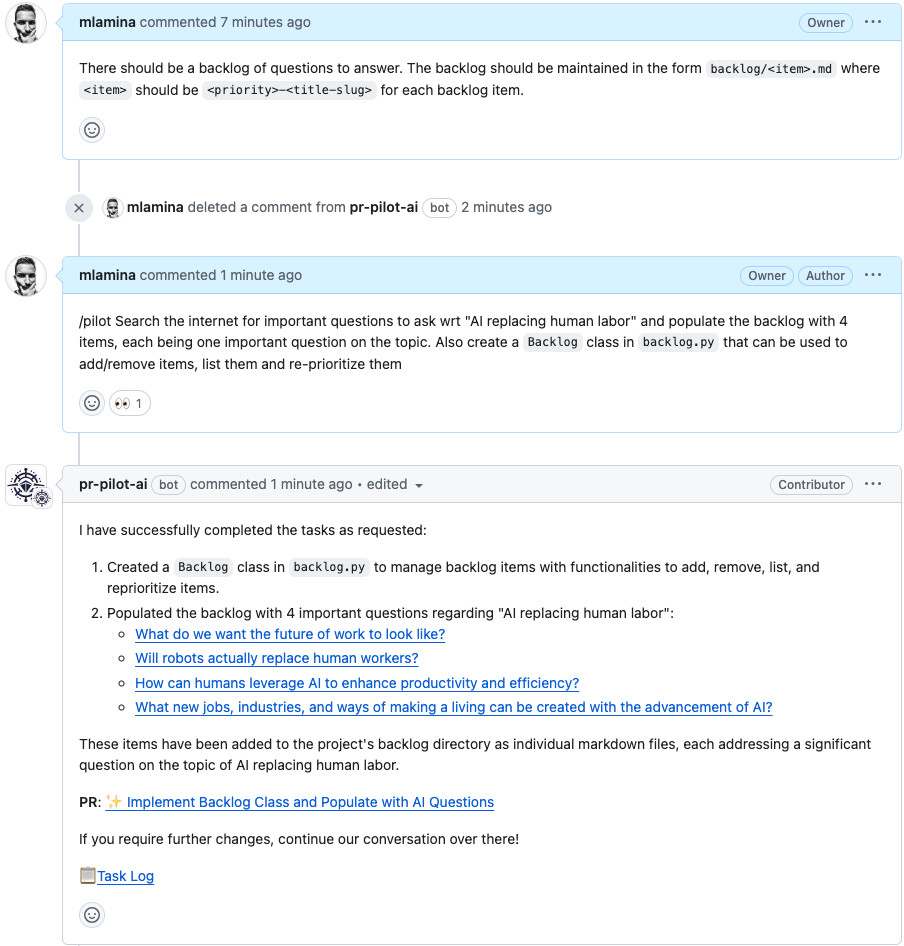 mlamina commented 7 minutes ago Owner ...
There should be a backlog of questions to answer. The backlog should be maintained in the form backlog/<item>.md where
<item> should be <priority>-<title-slug> for each backlog item.
mlamina deleted a comment from pr-pilot-ai bot 2 minutes ago
mlamina commented 1 minute ago Owner Author ...
/pilot Search the internet for important questions to ask wrt "AI replacing human labor" and populate the backlog with 4
items, each being one important question on the topic. Also create a Backlog class in backlog.py that can be used to
add/remove items, list them and re-prioritize them
👀 1
pr-pilot-ai bot commented 1 minute ago • edited Contributor ...
I have successfully completed the tasks as requested:
1. Created a Backlog class in backlog.py to manage backlog items with functionalities to add, remove, list, and
reprioritize items.
2. Populated the backlog with 4 important questions regarding "AI replacing human labor":
○ What do we want the future of work to look like?
○ Will robots actually replace human workers?
○ How can humans leverage AI to enhance productivity and efficiency?
○ What new jobs, industries, and ways of making a living can be created with the advancement of AI?
These items have been added to the project's backlog directory as individual markdown files, each addressing a significant
question on the topic of AI replacing human labor.
PR: ✨ Implement Backlog Class and Populate with AI Questions
If you require further changes, continue our conversation over there!
📋Task Log